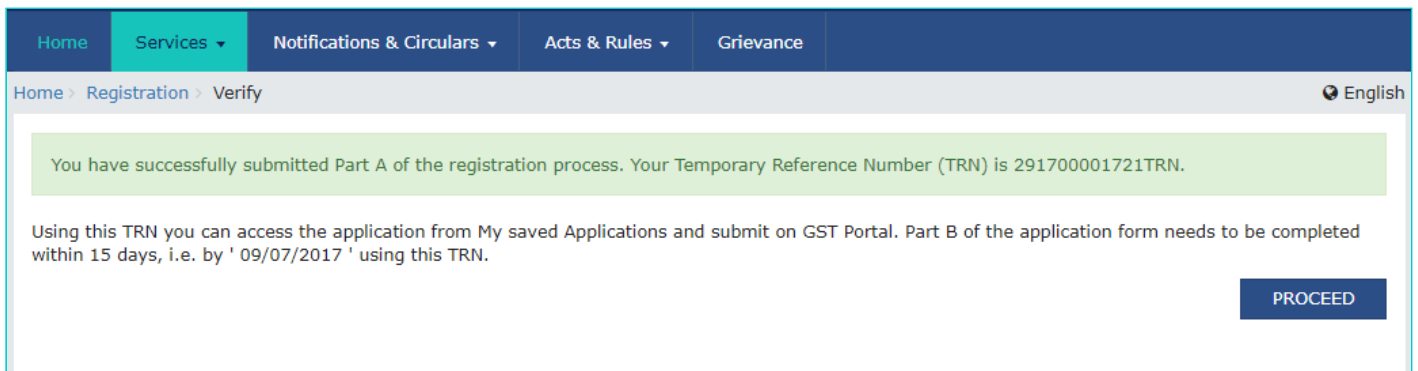 Home Services Notifications & Circulars Acts & Rules Grievance
Home > Registration > Verify English
You have successfully submitted Part A of the registration process. Your Temporary Reference Number (TRN) is 291700001721TRN.
Using this TRN you can access the application from My saved Applications and submit on GST Portal. Part B of the application form needs to be completed
within 15 days, i.e. by ' 09/07/2017 ' using this TRN.
PROCEED